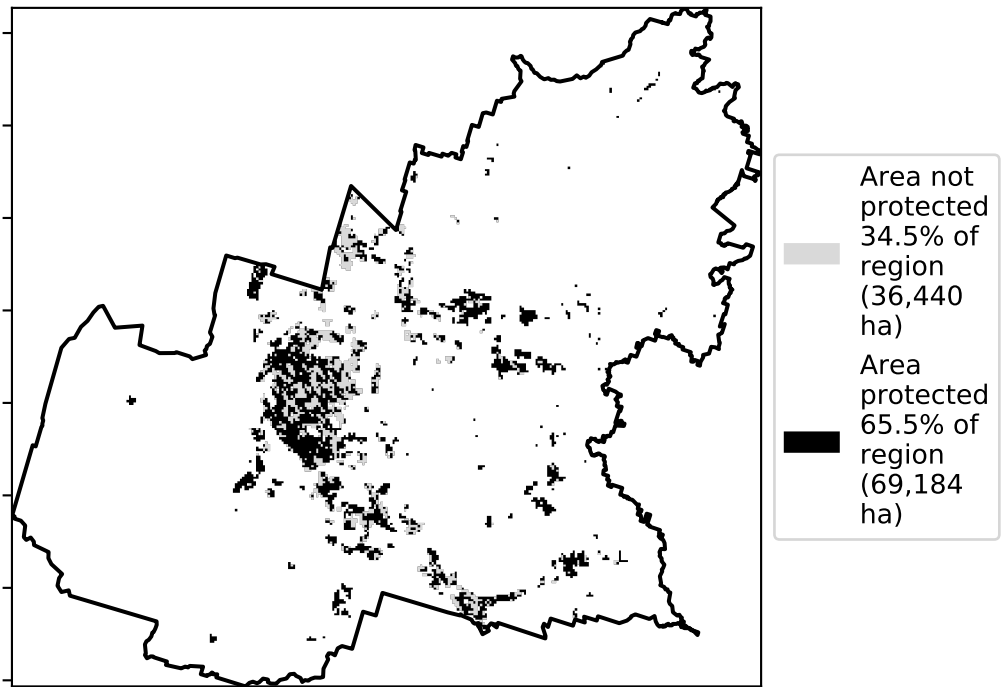 Area not
protected
34.5% of
region
(36,440
ha)
Area
protected
65.5% of
region
(69,184
ha)